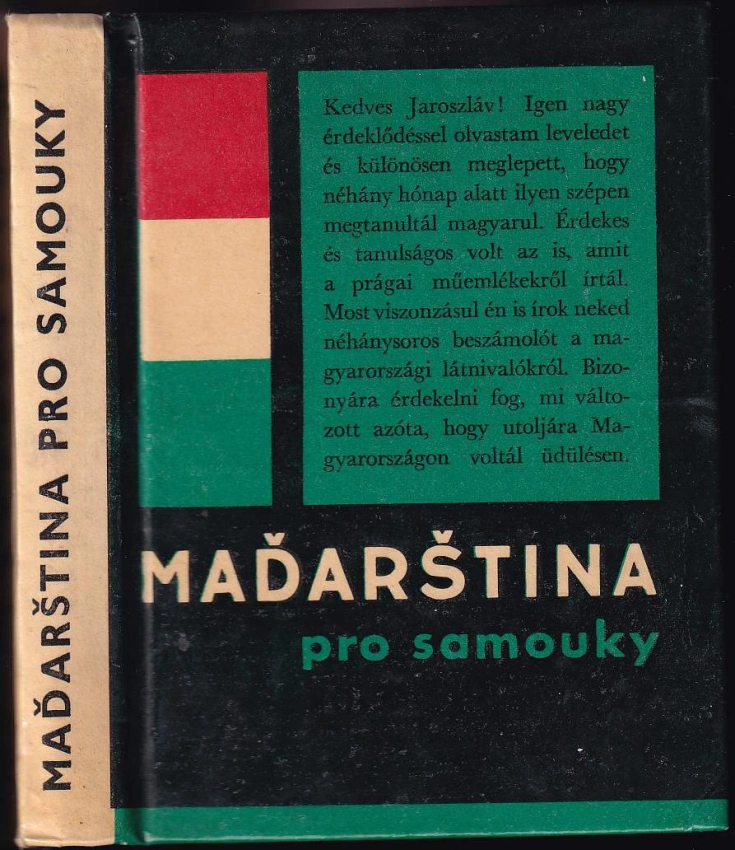 MAĎARŠTINA PRO SAMOUKY
Kedves Jaroszláv! Igen nagy
érdeklődéssel olvastam leveledet
és különösen meglepett, hogy
néhány hónap alatt ilyen szépen
megtanultál magyarul. Érdekes
és tanulságos volt az is, amit
a prágai műemlékekről írtál.
Most viszonzásul én is írok neked
néhánysoros beszámolót a ma-
gyarországi látnivalókról. Bizo-
nyára érdekelni fog, mi válto-
zott azóta, hogy utoljára Ma-
gyarországon voltál üdülésen.
MAĎARŠTINA
pro samouky